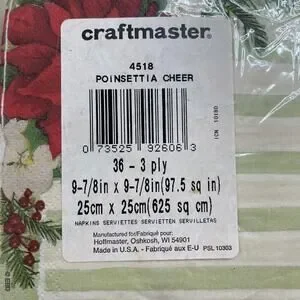 craftmaster®
4518
POINSETTIA CHEER
0 73525 92606 3
NCI 10180
36 - 3 ply
9-7/8in x 9-7/8in(97.5 sq in)
25cm x 25cm(625 sq cm)
NAPKINS SERVIETTES SERVIETTEN SERVILLETAS
Manufactured for/Fabriqué pour:
Hoffmaster, Oshkosh, WI 54901
Made in U.S.A. - Fabriqué aux E-U PSL 10303